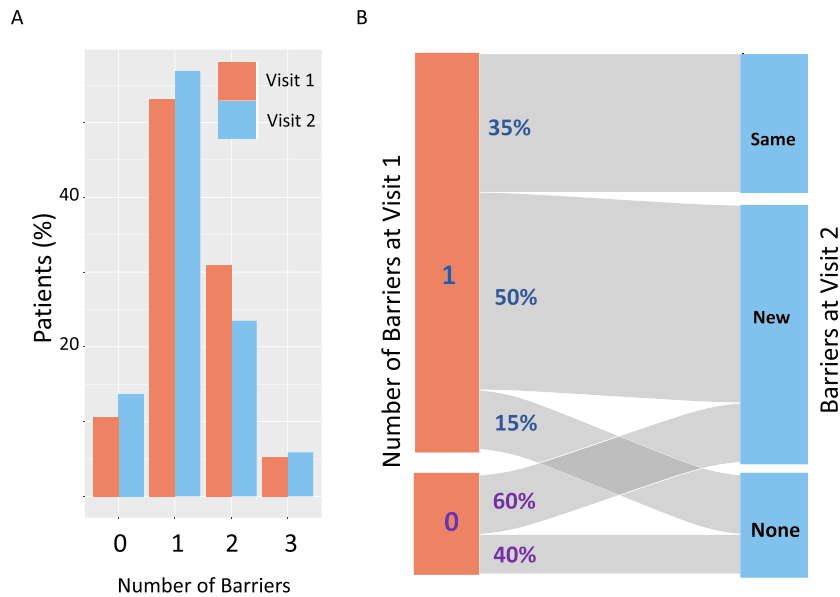 A
Visit 1
Visit 2
Patients (%)
40
20
0 1 2 3
Number of Barriers
B
Number of Barriers at Visit 1
1
0
35%
50%
15%
60%
40%
Same
New
None
Barriers at Visit 2